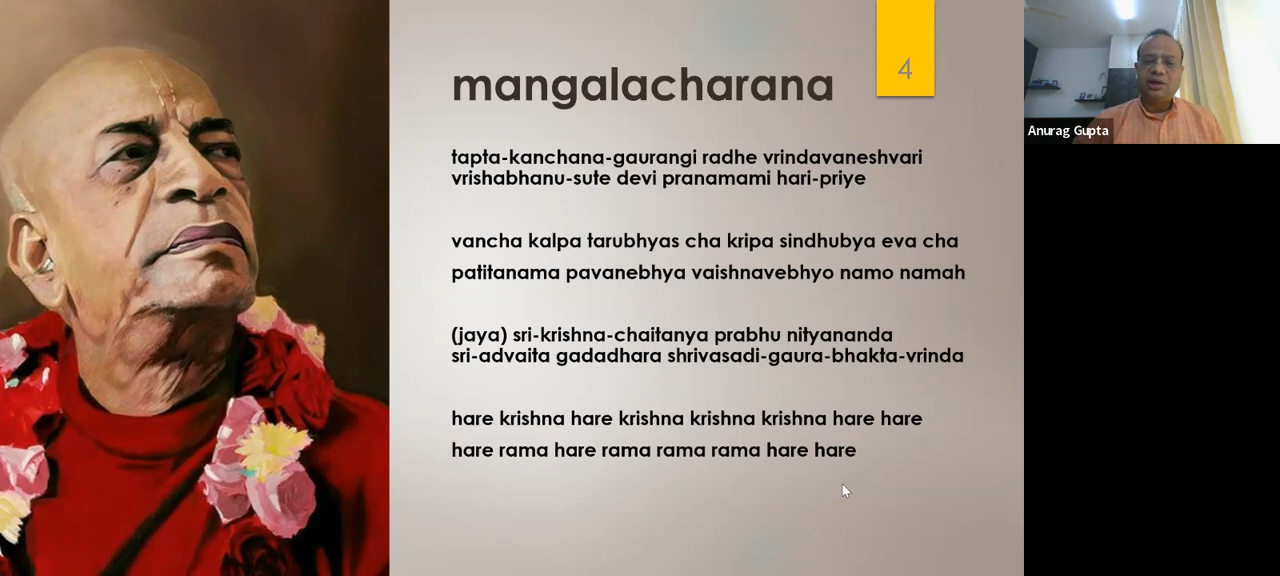 mangalacharana
4
tapta-kanchana-gaurangi radhe vrindavaneshvari
vrishabhanu-sute devi pranamami hari-priye
vancha kalpa tarubhyas cha kripa sindhubya eva cha
patitanama pavanebhya vaishnavebhyo namo namah
(jaya) sri-krishna-chaitanya prabhu nityananda
sri-advaita gadadhara shrivasadi-gaura-bhakta-vrinda
hare krishna hare krishna krishna krishna hare hare
hare rama hare rama rama rama hare hare
Anurag Gupta